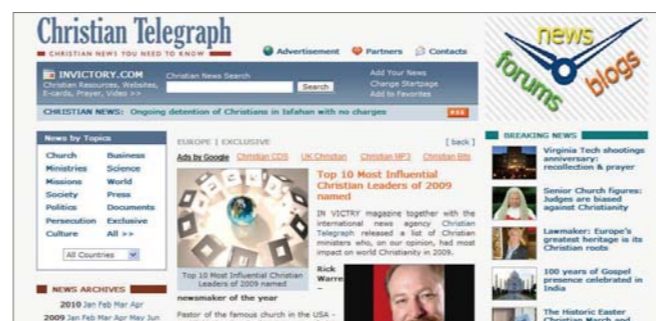 Christian Telegraph
CHRISTIAN NEWS YOU NEED TO KNOW
Advertisement Partners Contacts
news
forums
blogs
INVICTORY.COM
Christian Resources, Websites,
E-cards, Prayer, Video >>
Christian News Search
Search
Add Your News
Change Startpage
Add to Favorites
CHRISTIAN NEWS: Ongoing detention of Christians in Isfahan with no charges
RSS
News by Topics
Church Business
Ministries Science
Missions World
Society Press
Politics Documents
Persecution Exclusive
Culture All >>
All Countries
NEWS ARCHIVES
2010 Jan Feb Mar Apr
2009 Jan Feb Mar Apr May Jun
EUROPE | EXCLUSIVE [ back ]
Ads by Google Christian CDS UK Christian Christian MP3 Christian
Top 10 Most Influential Christian
Leaders of 2009 named
Top 10 Most Influential
Christian Leaders of 2009
named
IN VICTRY magazine together with the
international news agency Christian
Telegraph released a list of Christian
ministers who, on our opinion, had most
impact on world Christianity in 2009.
Rick
Warre
–
newsmaker of the year
Pastor of the famous church in the USA -
BREAKING NEWS
Virginia Tech shootings
anniversary:
recollection & prayer
Senior Church figures:
Judges are biased
against Christianity
Lawmaker: Europe's
greatest heritage is its
Christian roots
100 years of Gospel
presence celebrated in
India
The Historic Easter
Christian March and